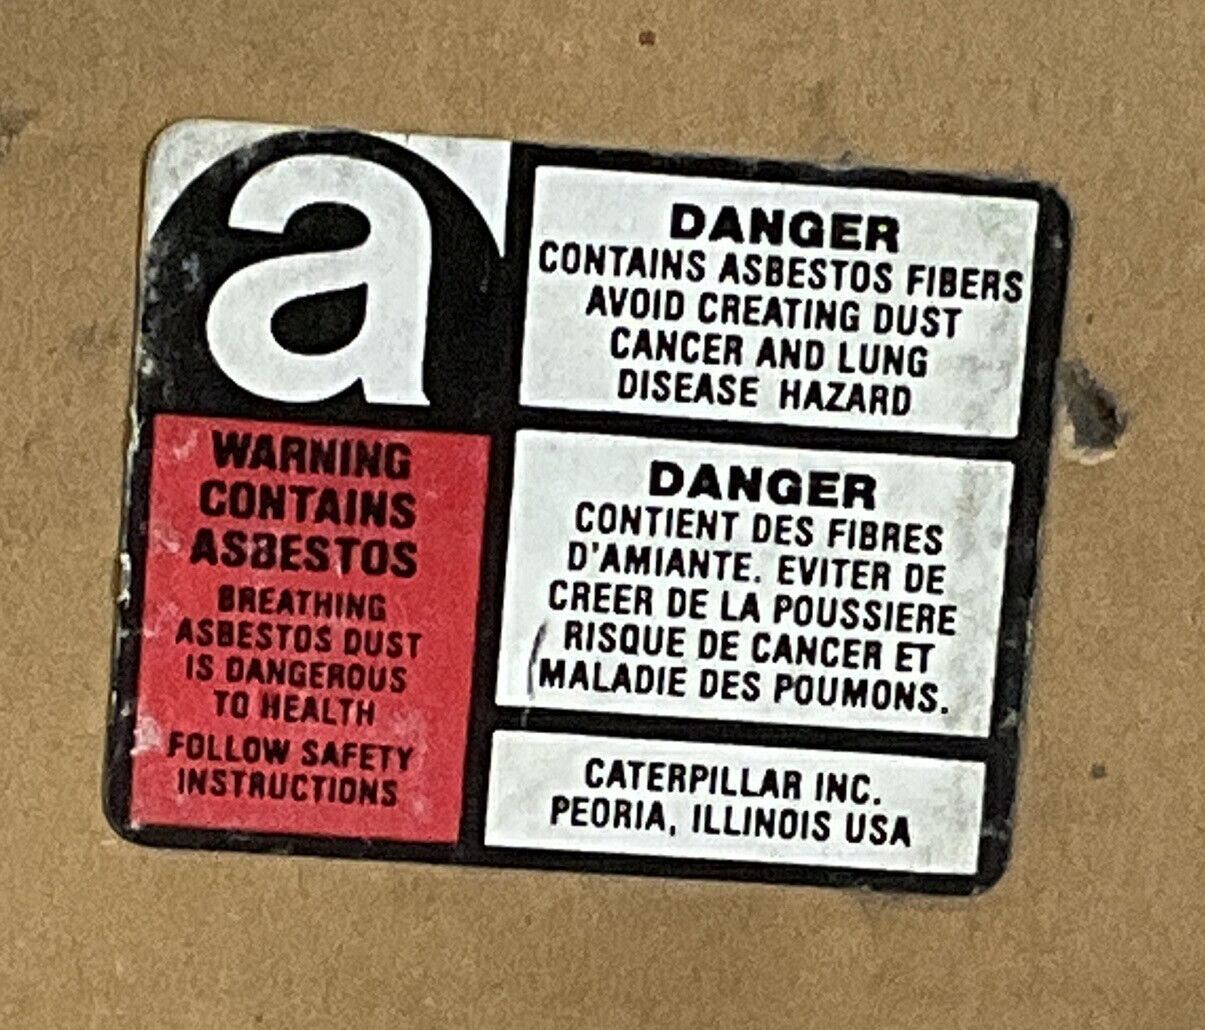 a
WARNING
CONTAINS
ASBESTOS
BREATHING
ASBESTOS DUST
IS DANGEROUS
TO HEALTH
FOLLOW SAFETY
INSTRUCTIONS
DANGER
CONTAINS ASBESTOS FIBERS
AVOID CREATING DUST
CANCER AND LUNG
DISEASE HAZARD
DANGER
CONTIENT DES FIBRES
D'AMIANTE. EVITER DE
CREER DE LA POUSSIERE
RISQUE DE CANCER ET
MALADIE DES POUMONS.
CATERPILLAR INC.
PEORIA, ILLINOIS USA